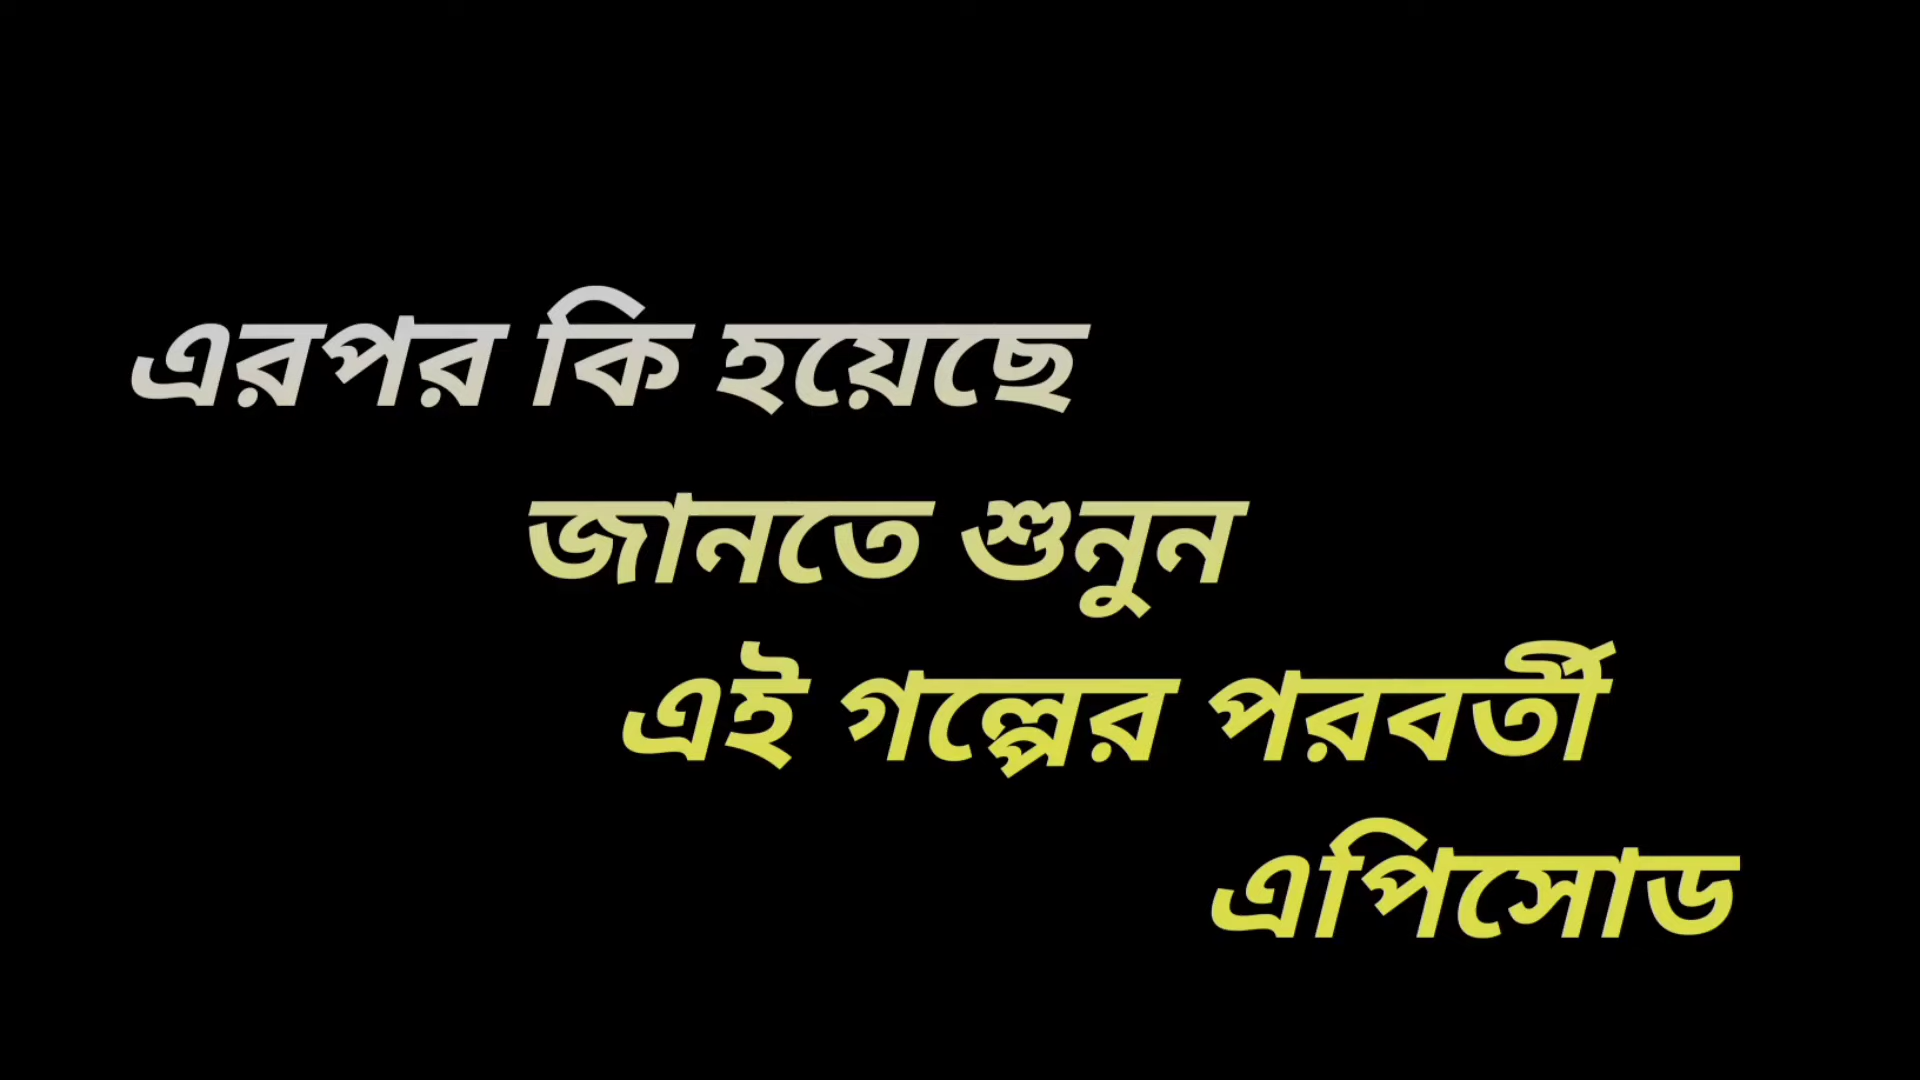 এরপর কি হয়েছে
জানতে শুনুন
এই গল্পের পরবর্তী
এপিসোড